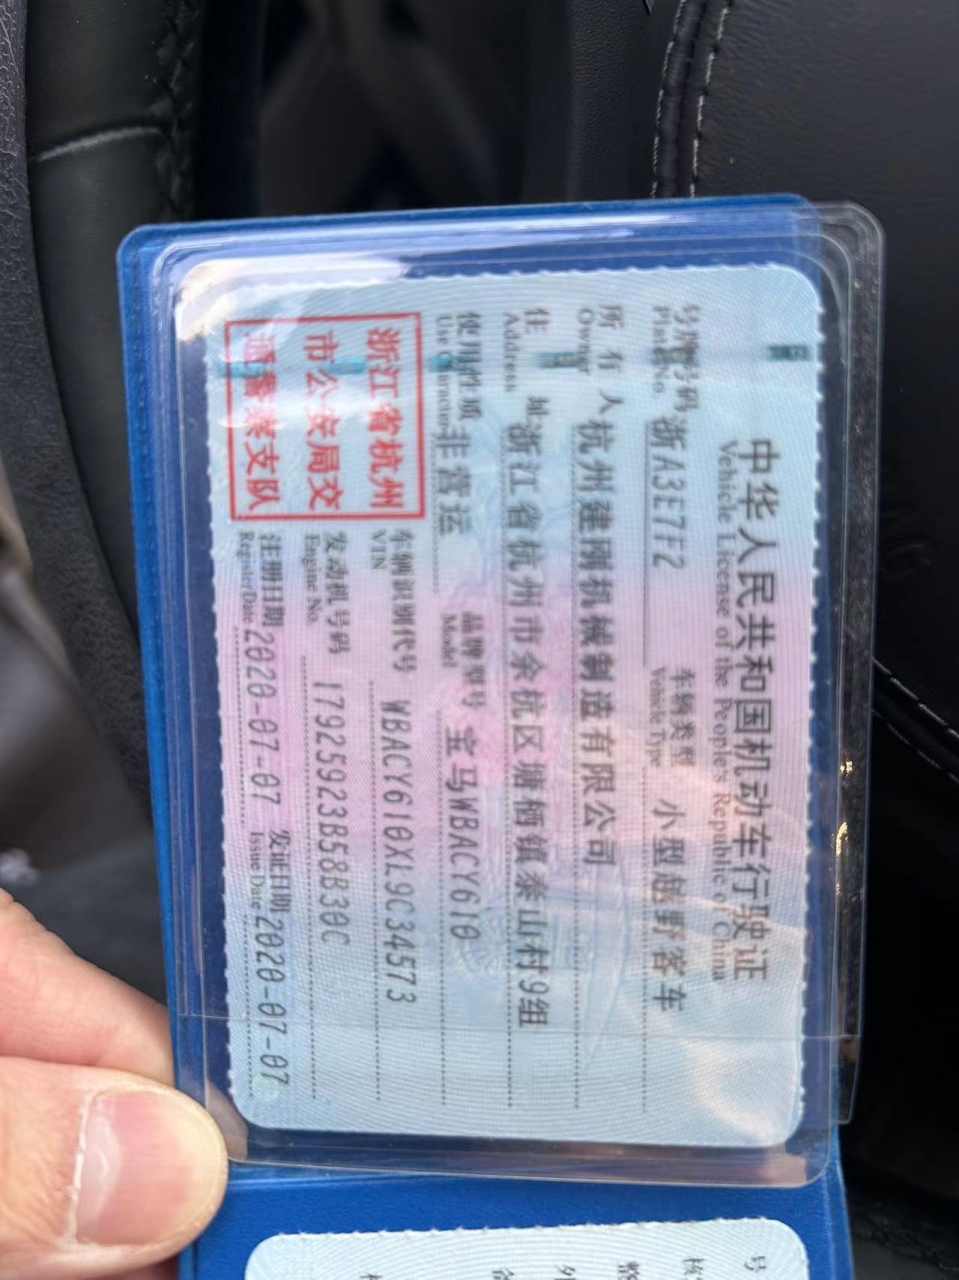 中华人民共和国机动车行驶证
Vehicle License of the People's Republic of China
号牌号码 浙A3E7F2 车辆类型 小型越野客车
Plate No. Vehicle Type
所有人 杭州建刚机械制造有限公司
Owner
住址 浙江省杭州市余杭区塘栖镇泰山村9组
Address
使用性质 非营运 品牌型号 宝马WBACY610
Use Character Model
浙江省杭州
市公安局交
通警察支队
车辆识别代号 WBACY610XL9C34573
VIN
发动机号码 17925923B58B30C
Engine No.
注册日期 2020-07-07 发证日期 2020-07-07
Register Date Issue Date
号
核
整
外
备
检